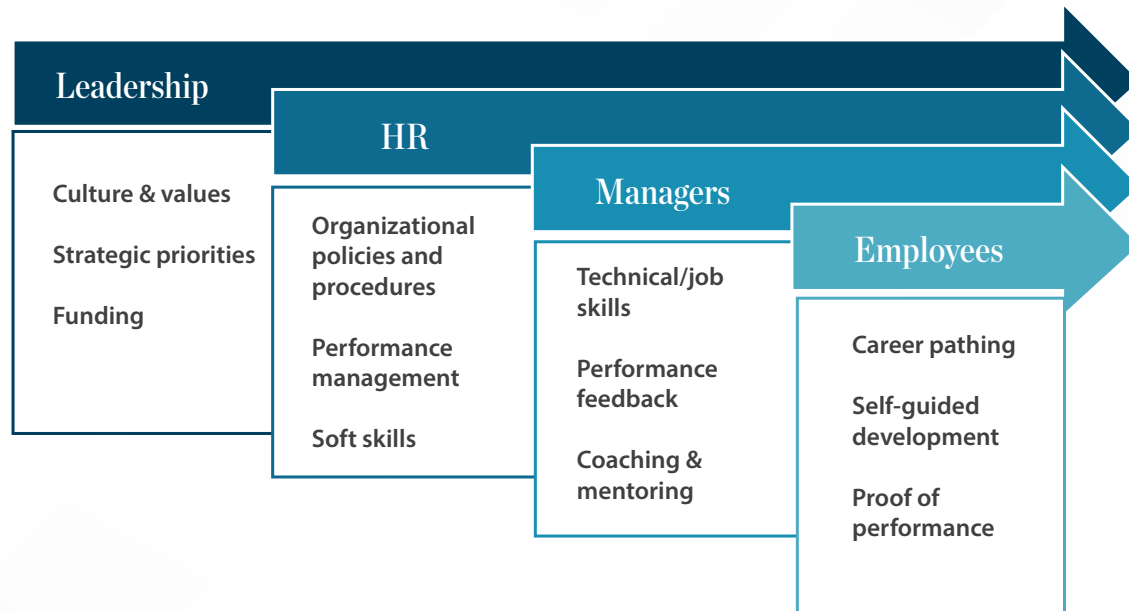 Leadership
Culture & values
Strategic priorities
Funding
HR
Organizational
policies and
procedures
Performance
management
Soft skills
Managers
Technical/job
skills
Performance
feedback
Coaching &
mentoring
Employees
Career pathing
Self-guided
development
Proof of
performance